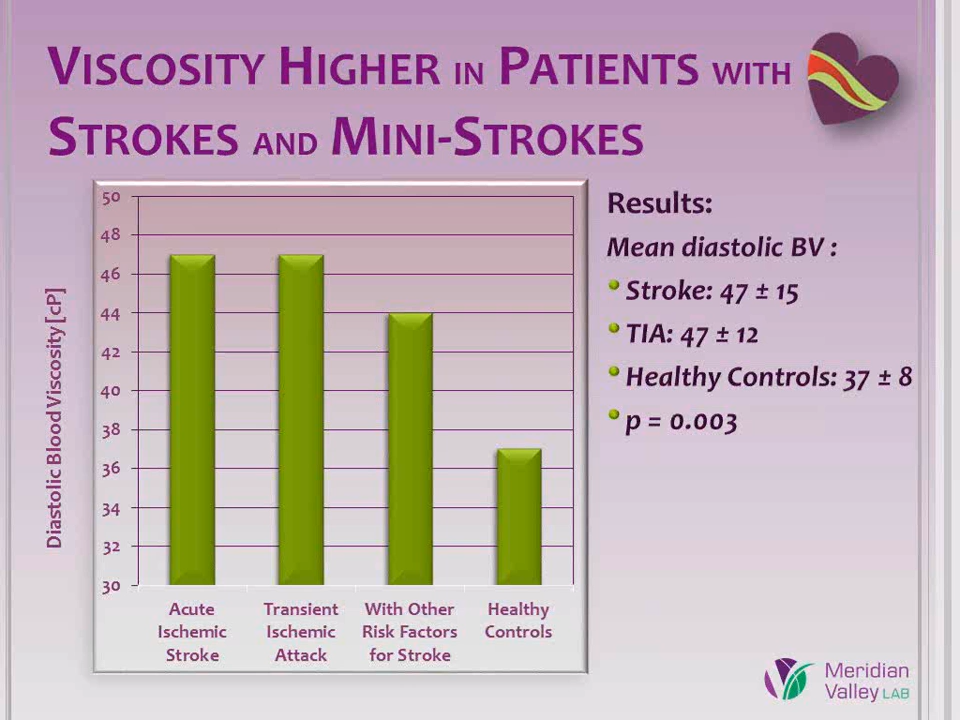 VISCOSITY HIGHER IN PATIENTS WITH
STROKES AND MINI-STROKES
50
48
46
44
42
40
38
36
34
32
30
Diastolic Blood Viscosity [cP]
Acute
Ischemic
Stroke
Transient
Ischemic
Attack
With Other
Risk Factors
for Stroke
Healthy
Controls
Results:
Mean diastolic BV :
• Stroke: 47 ± 15
• TIA: 47 ± 12
• Healthy Controls: 37 ± 8
• p = 0.003
Meridian
Valley LAB